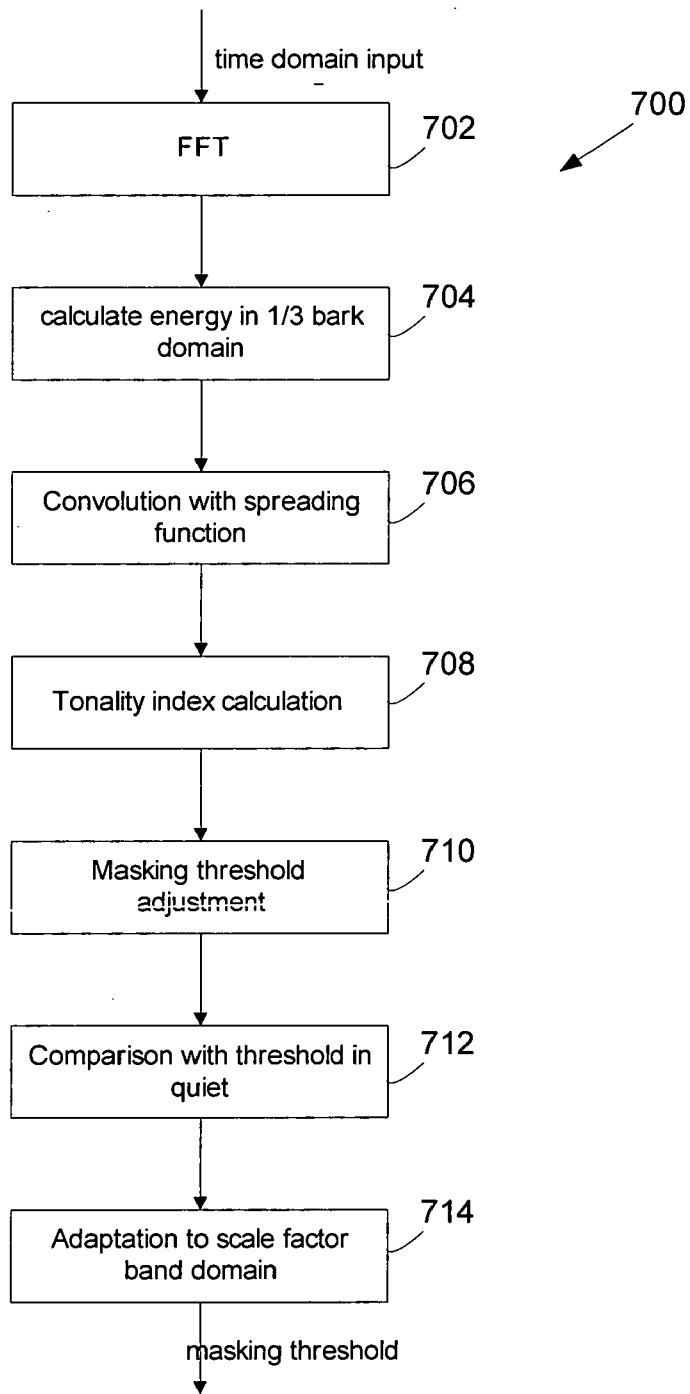 time domain input
700
FFT
702
calculate energy in 1/3 bark
domain
704
Convolution with spreading
function
706
Tonality index calculation
708
Masking threshold
adjustment
710
Comparison with threshold in
quiet
712
Adaptation to scale factor
band domain
714
masking threshold